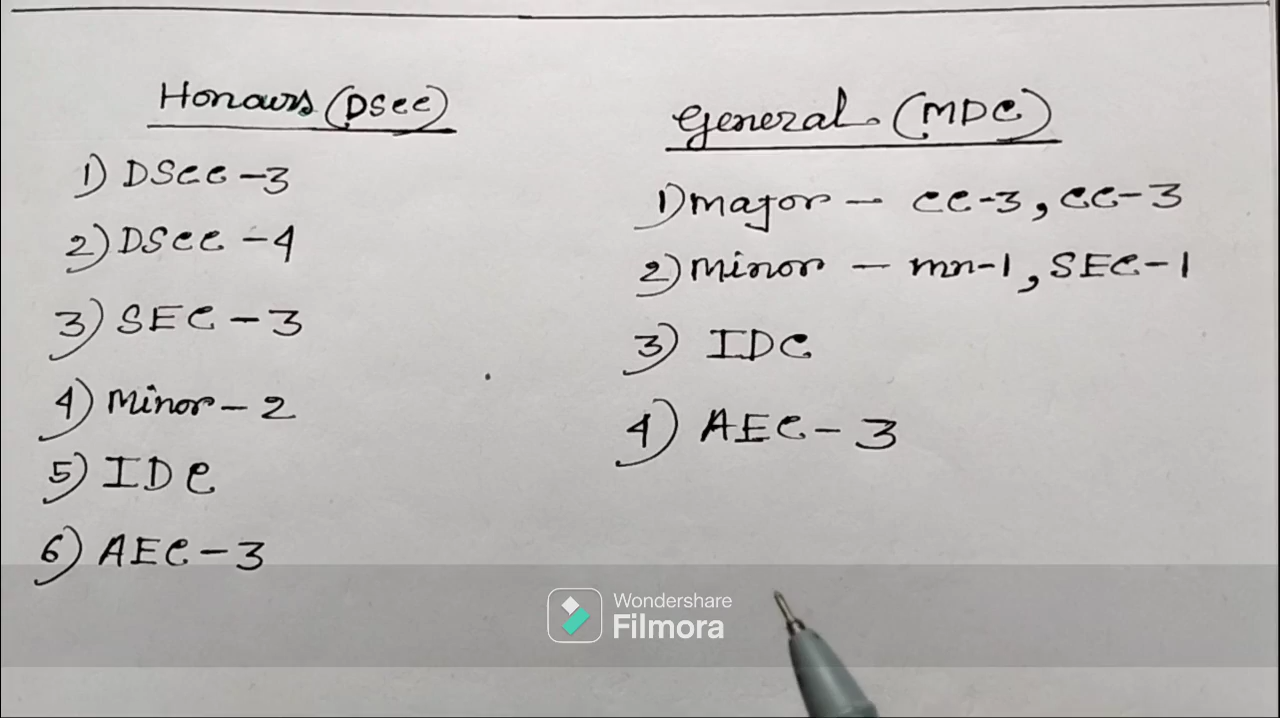 Honours (DSCC)
1) DSCC-3
2) DSCC-4
3) SEC-3
4) Minor-2
5) IDC
6) AEC-3
General. (MDC)
1) major - CC-3, CC-3
2) minor - mn-1, SEC-1
3) IDC
4) AEC-3
Wondershare
Filmora